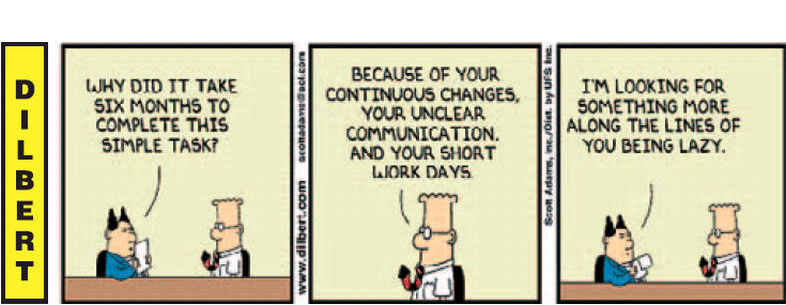 DILBERT
WHY DID IT TAKE
SIX MONTHS TO
COMPLETE THIS
SIMPLE TASK?
www.dilbert.com scottadams@aol.com
BECAUSE OF YOUR
CONTINUOUS CHANGES,
YOUR UNCLEAR
COMMUNICATION.
AND YOUR SHORT
WORK DAYS.
Scott Adams, Inc./Dist. by UFS, Inc.
I'M LOOKING FOR
SOMETHING MORE
ALONG THE LINES OF
YOU BEING LAZY.